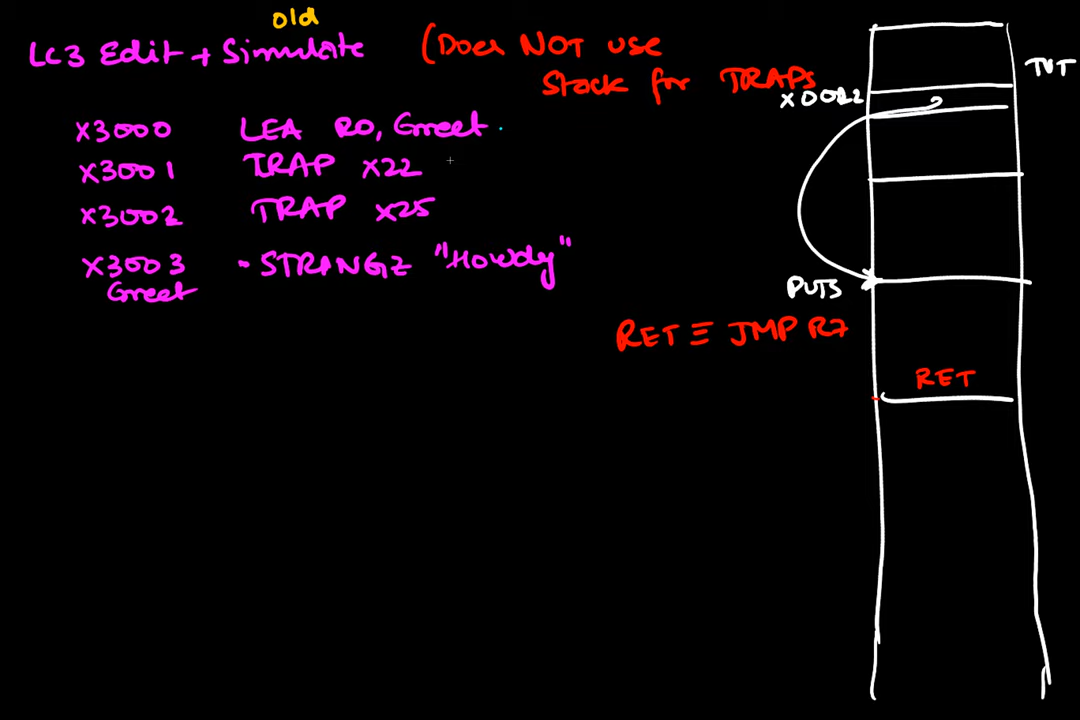 old
LC3 Edit + Simulate (Does NOT use
Stack for TRAPs
TVT
x0022
x3000 LEA R0, Greet
x3001 TRAP x22
x3002 TRAP x25
x3003 .STRANGZ "Howdy"
Greet
PUTS
RET ≡ JMP R7
RET